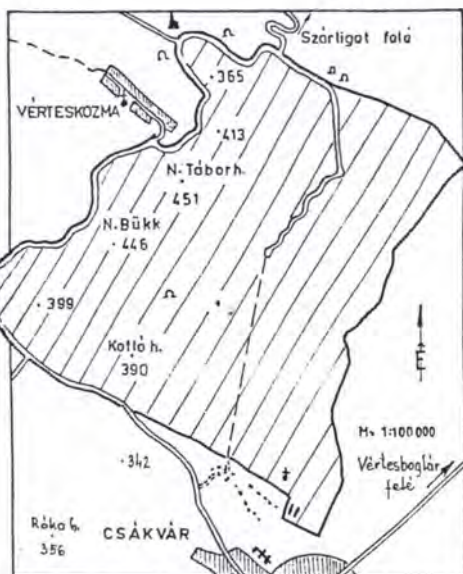 Szárliget felé
365
VÉRTESKOZMA
413
N. Táborh.
451
N. Bükk
446
399
Kotló h.
390
É
M= 1:100 000
Vértesboglár
felé
342
Róka h.
356
CSÁKVÁR